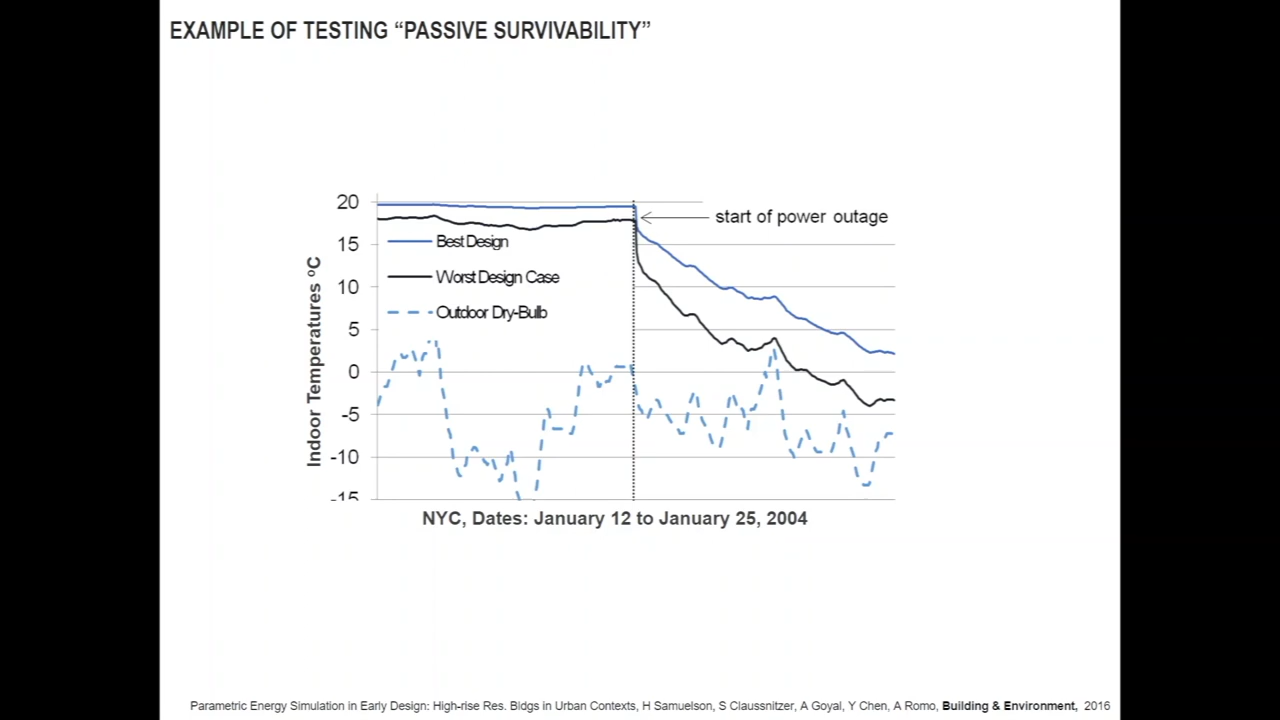 EXAMPLE OF TESTING “PASSIVE SURVIVABILITY”
20
15
10
5
0
-5
-10
-15
Indoor Temperatures ºC
start of power outage
Best Design
Worst Design Case
Outdoor Dry-Bulb
NYC, Dates: January 12 to January 25, 2004
Parametric Energy Simulation in Early Design: High-rise Res. Bldgs in Urban Contexts, H Samuelson, S Claussnitzer, A Goyal, Y Chen, A Romo, Building & Environment, 2016